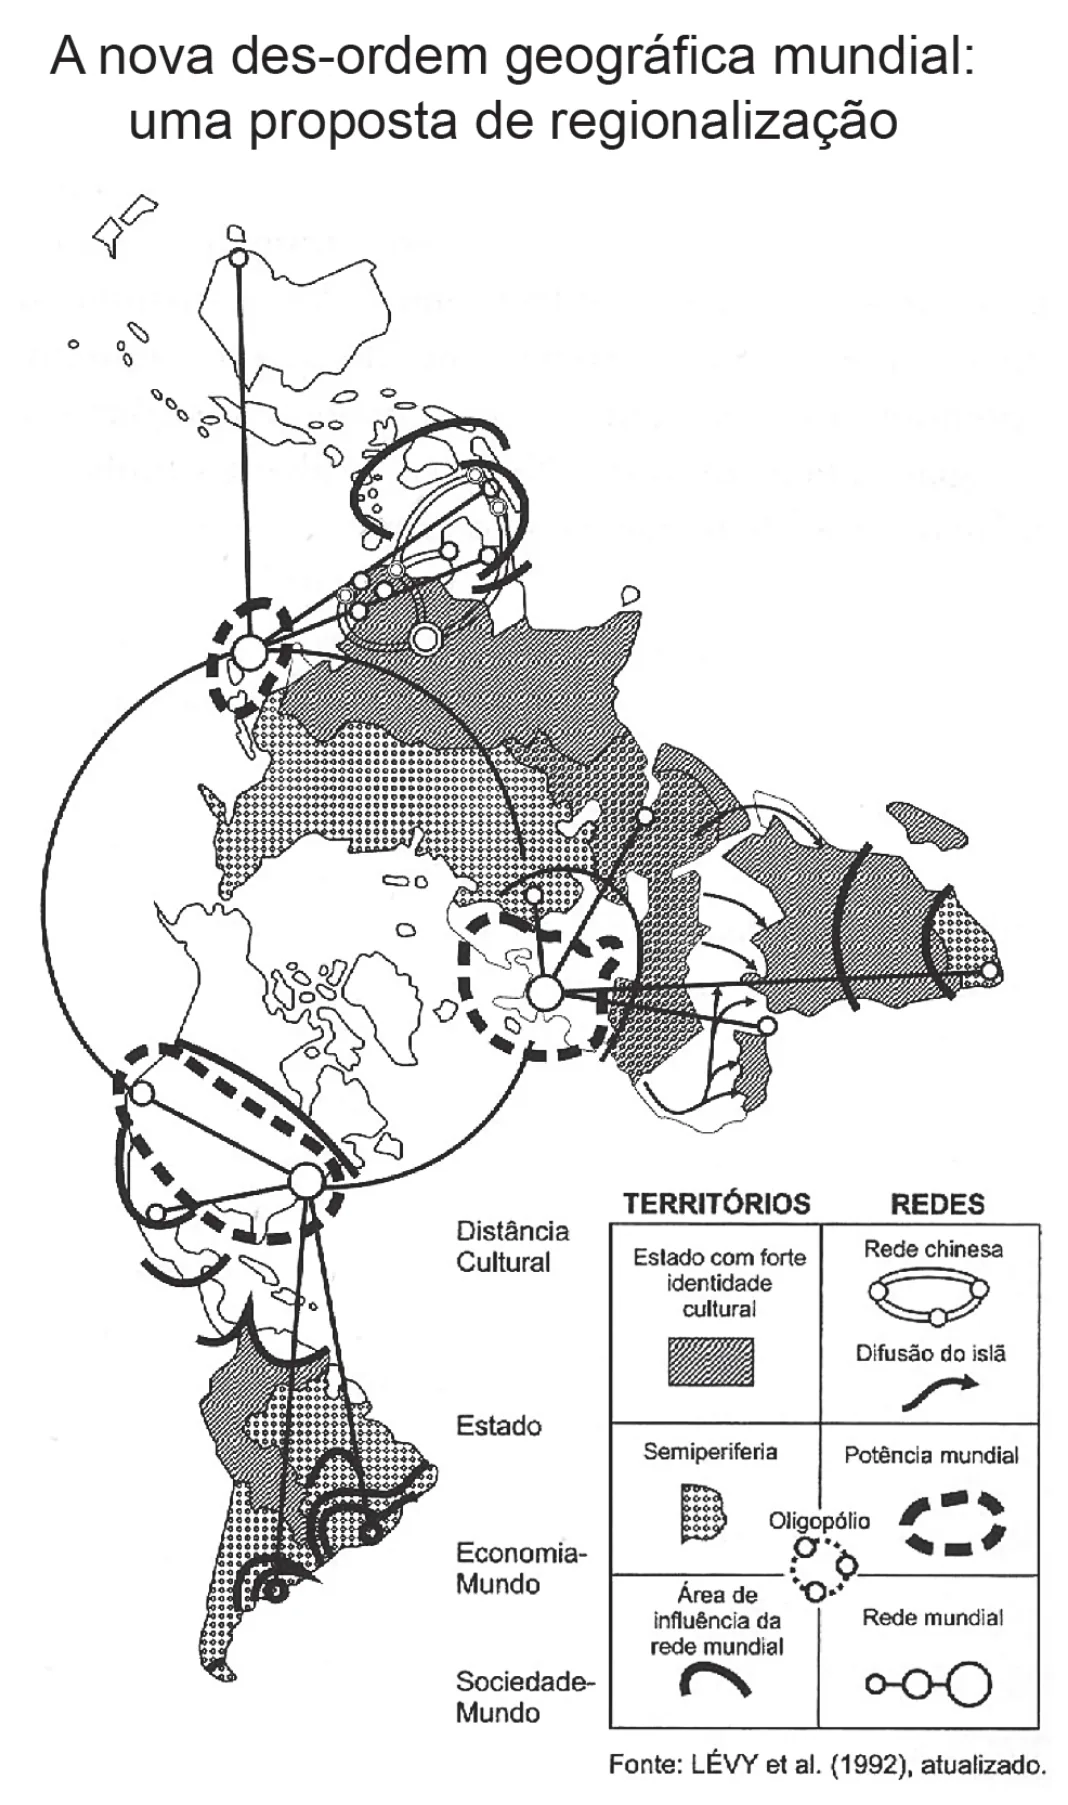 A nova des-ordem geográfica mundial:
uma proposta de regionalização
Distância
Cultural
Estado
Economia-
Mundo
Sociedade-
Mundo
TERRITÓRIOS
REDES
Estado com forte
identidade
cultural
Rede chinesa
Difusão do islã
Semiperiferia
Potência mundial
Oligopólio
Área de
influência da
rede mundial
Rede mundial
Fonte: LÉVY et al. (1992), atualizado.